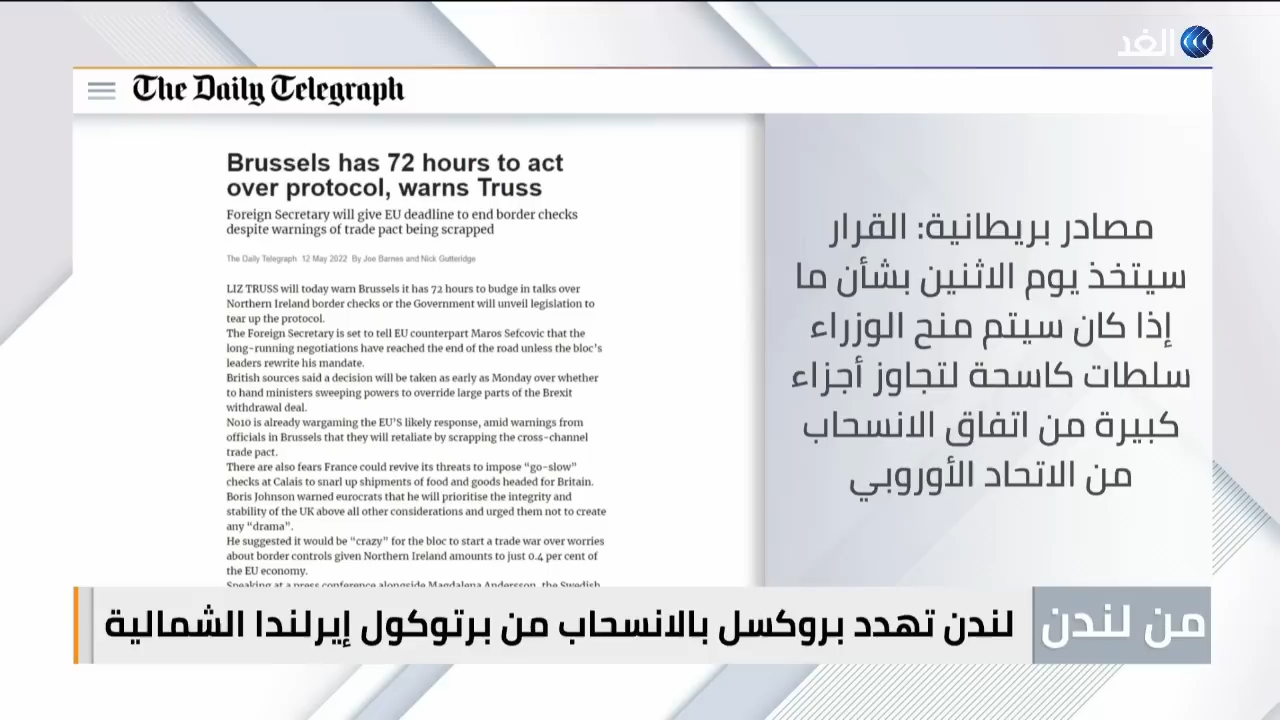 الغد
The Daily Telegraph
Brussels has 72 hours to act
over protocol, warns Truss
Foreign Secretary will give EU deadline to end border checks
despite warnings of trade pact being scrapped
The Daily Telegraph 12 May 2022 By Joe Barnes and Nick Gutteridge
LIZ TRUSS will today warn Brussels it has 72 hours to budge in talks over
Northern Ireland border checks or the Government will unveil legislation to
tear up the protocol.
The Foreign Secretary is set to tell EU counterpart Maros Sefcovic that the
long-running negotiations have reached the end of the road unless the bloc's
leaders rewrite his mandate.
British sources said a decision will be taken as early as Monday over whether
to hand ministers sweeping powers to override large parts of the Brexit
withdrawal deal.
No10 is already wargaming the EU'S likely response, amid warnings from
officials in Brussels that they will retaliate by scrapping the cross-channel
trade pact.
There are also fears France could revive its threats to impose “go-slow”
checks at Calais to snarl up shipments of food and goods headed for Britain.
Boris Johnson warned eurocrats that he will prioritise the integrity and
stability of the UK above all other considerations and urged them not to create
any “drama”.
He suggested it would be “crazy” for the bloc to start a trade war over worries
about border controls given Northern Ireland amounts to just 0.4 per cent of
the EU economy.
Speaking at a press conference alongside Magdalena Andersson, the Swedish
مصادر بريطانية: القرار
سيتخذ يوم الاثنين بشأن ما
إذا كان سيتم منح الوزراء
سلطات كاسحة لتجاوز أجزاء
كبيرة من اتفاق الانسحاب
من الاتحاد الأوروبي
من لندن
لندن تهدد بروكسل بالانسحاب من برتوكول إيرلندا الشمالية